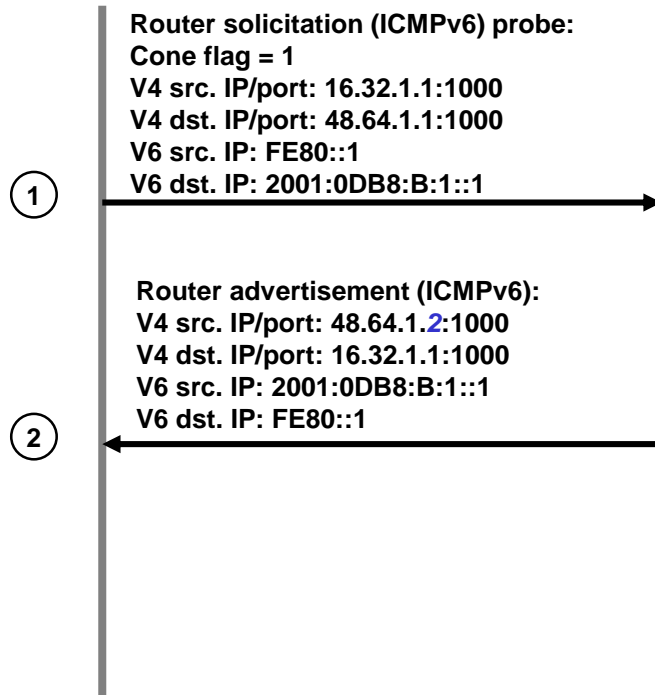 Router solicitation (ICMPv6) probe:
Cone flag = 1
V4 src. IP/port: 16.32.1.1:1000
V4 dst. IP/port: 48.64.1.1:1000
V6 src. IP: FE80::1
V6 dst. IP: 2001:0DB8:B:1::1
1
Router advertisement (ICMPv6):
V4 src. IP/port: 48.64.1.2:1000
V4 dst. IP/port: 16.32.1.1:1000
V6 src. IP: 2001:0DB8:B:1::1
V6 dst. IP: FE80::1
2